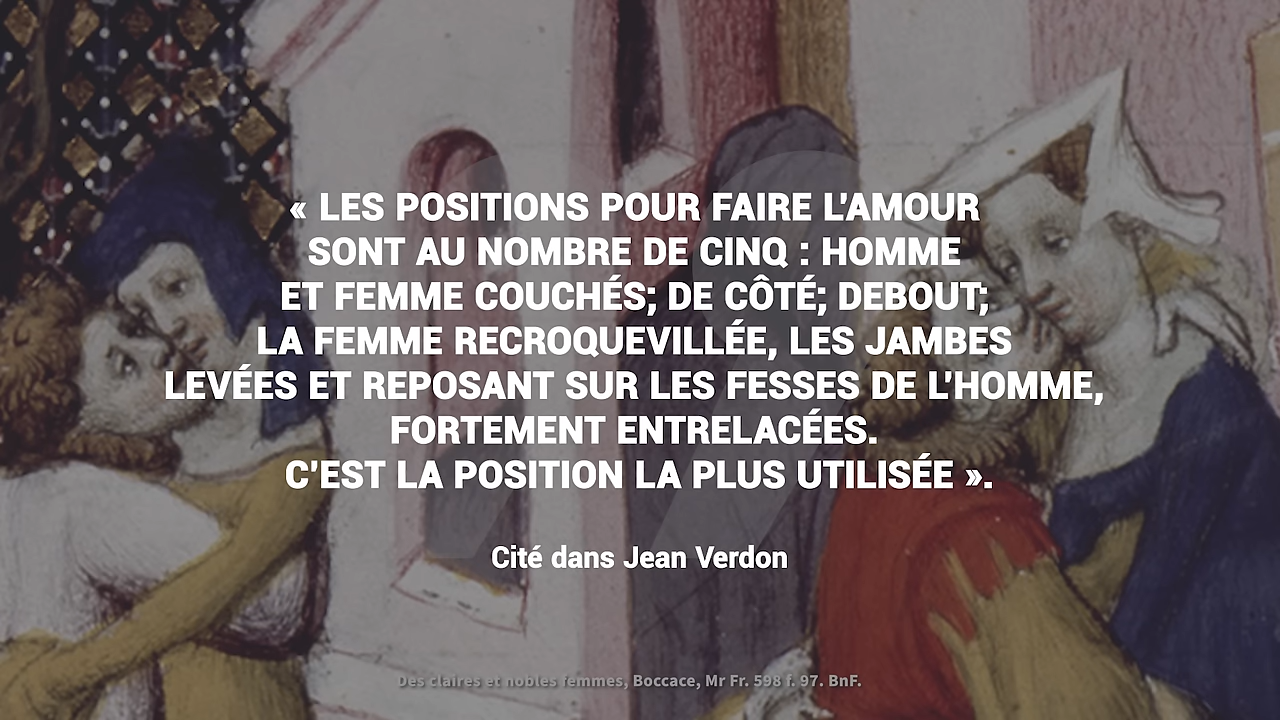 « LES POSITIONS POUR FAIRE L'AMOUR
SONT AU NOMBRE DE CINQ : HOMME
ET FEMME COUCHÉS; DE CÔTÉ; DEBOUT;
LA FEMME RECROQUEVILLÉE, LES JAMBES
LEVÉES ET REPOSANT SUR LES FESSES DE L'HOMME,
FORTEMENT ENTRELACÉES.
C'EST LA POSITION LA PLUS UTILISÉE ».
Cité dans Jean Verdon
Des claires et nobles femmes, Boccace, Mr Fr. 598 f. 97. BnF.